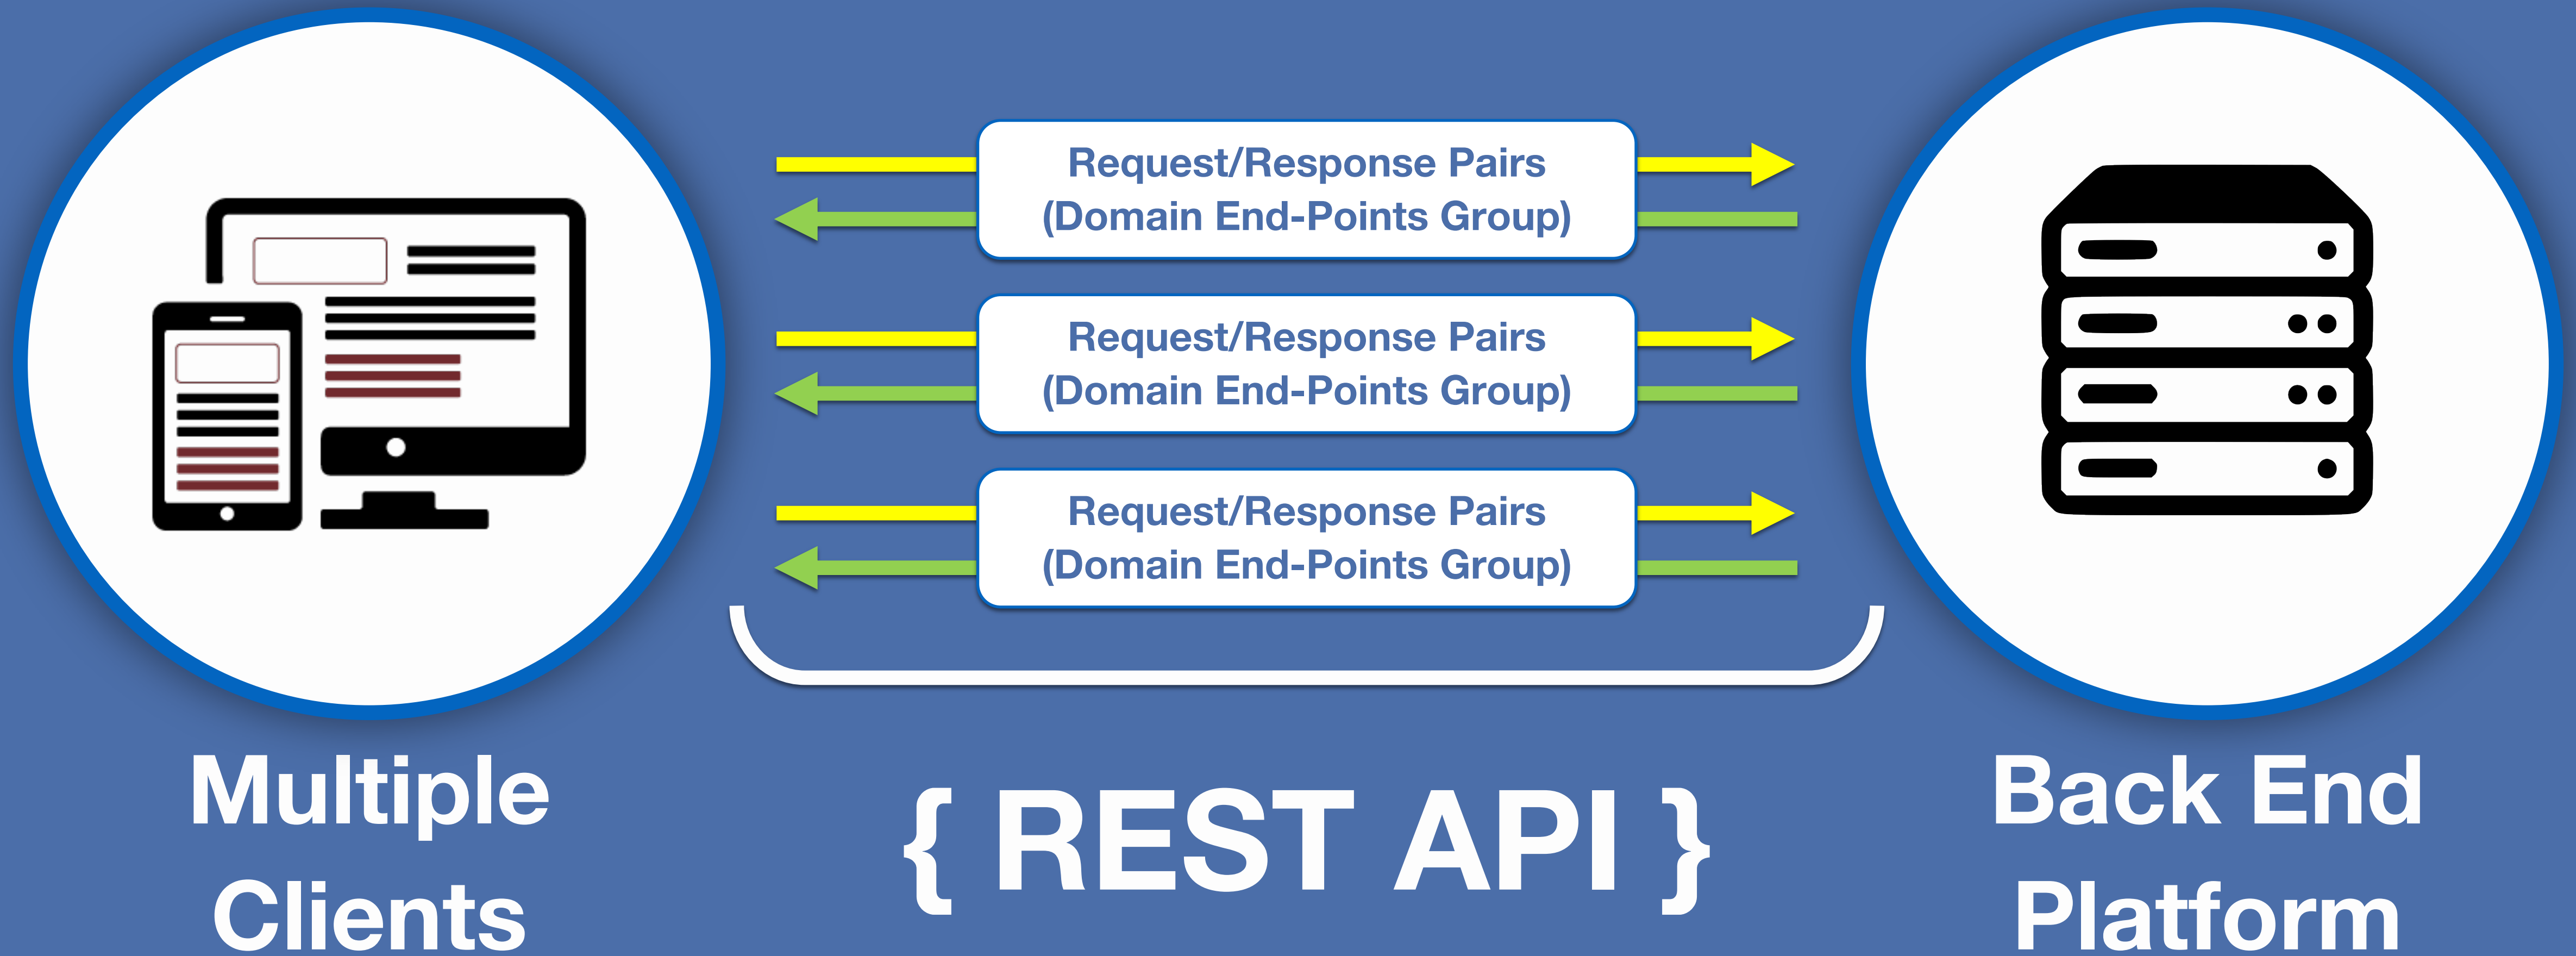 Request/Response Pairs
(Domain End-Points Group)
Request/Response Pairs
(Domain End-Points Group)
Request/Response Pairs
(Domain End-Points Group)
Multiple
Clients
{ REST API }
Back End
Platform